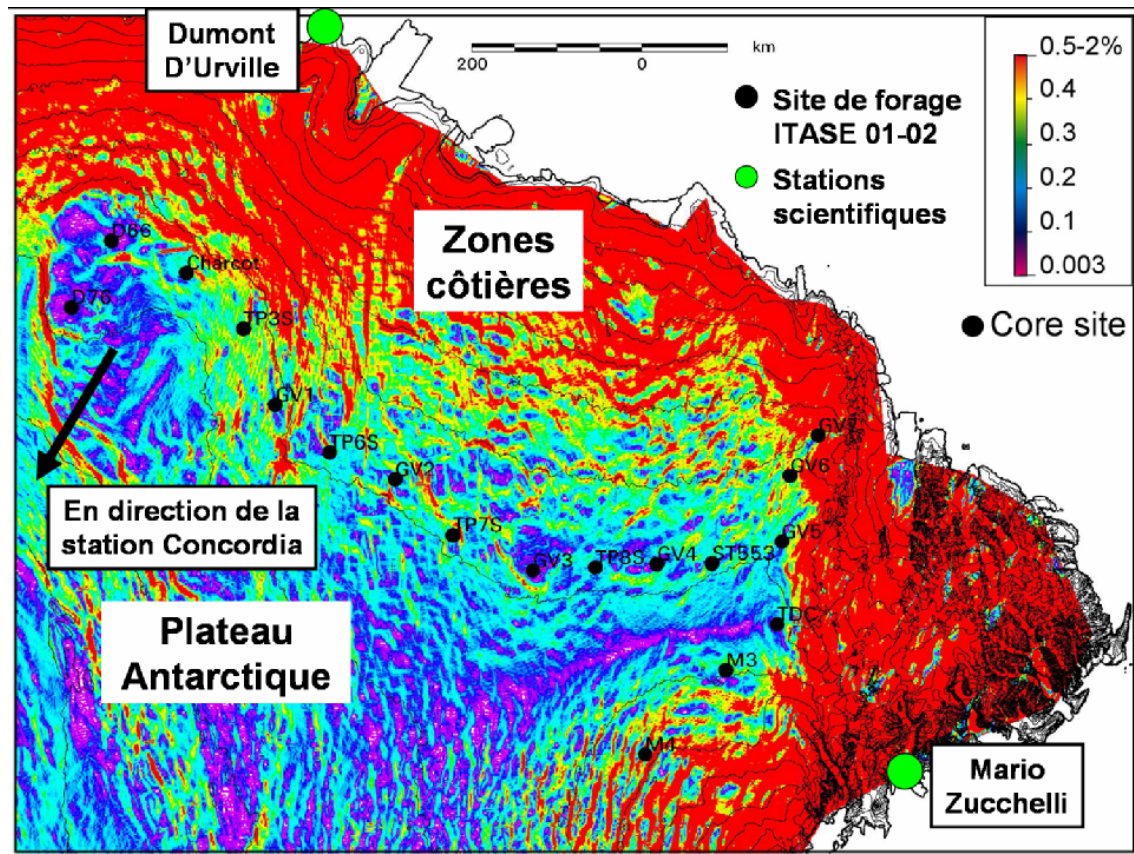 Dumont
D'Urville
200
0
km
Site de forage
ITASE 01-02
Stations
scientifiques
0.5-2%
0.4
0.3
0.2
0.1
0.003
Core site
Zones
côtières
D66
Charcot
D76
TP3S
GV1
TP6S
GV2
TP7S
GV3
TP8S
GV4
ST553
GV5
GV6
GV7
TDC
M3
M4
En direction de la
station Concordia
Plateau
Antarctique
Mario
Zucchelli